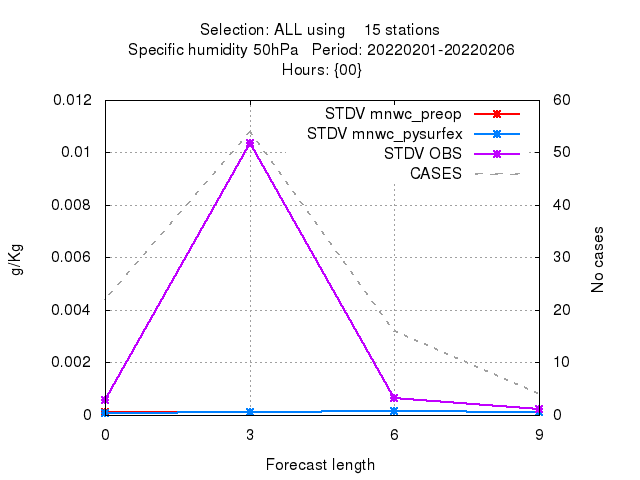 Selection: ALL using    15 stations
Specific humidity 50hPa   Period: 20220201-20220206
Hours: {00}
0.012
0.01
0.008
0.006
0.004
0.002
0
60
50
40
30
20
10
0
STDV mnwc_preop
STDV mnwc_pysurfex
STDV OBS
CASES
g/Kg
No cases
0 3 6 9
Forecast length